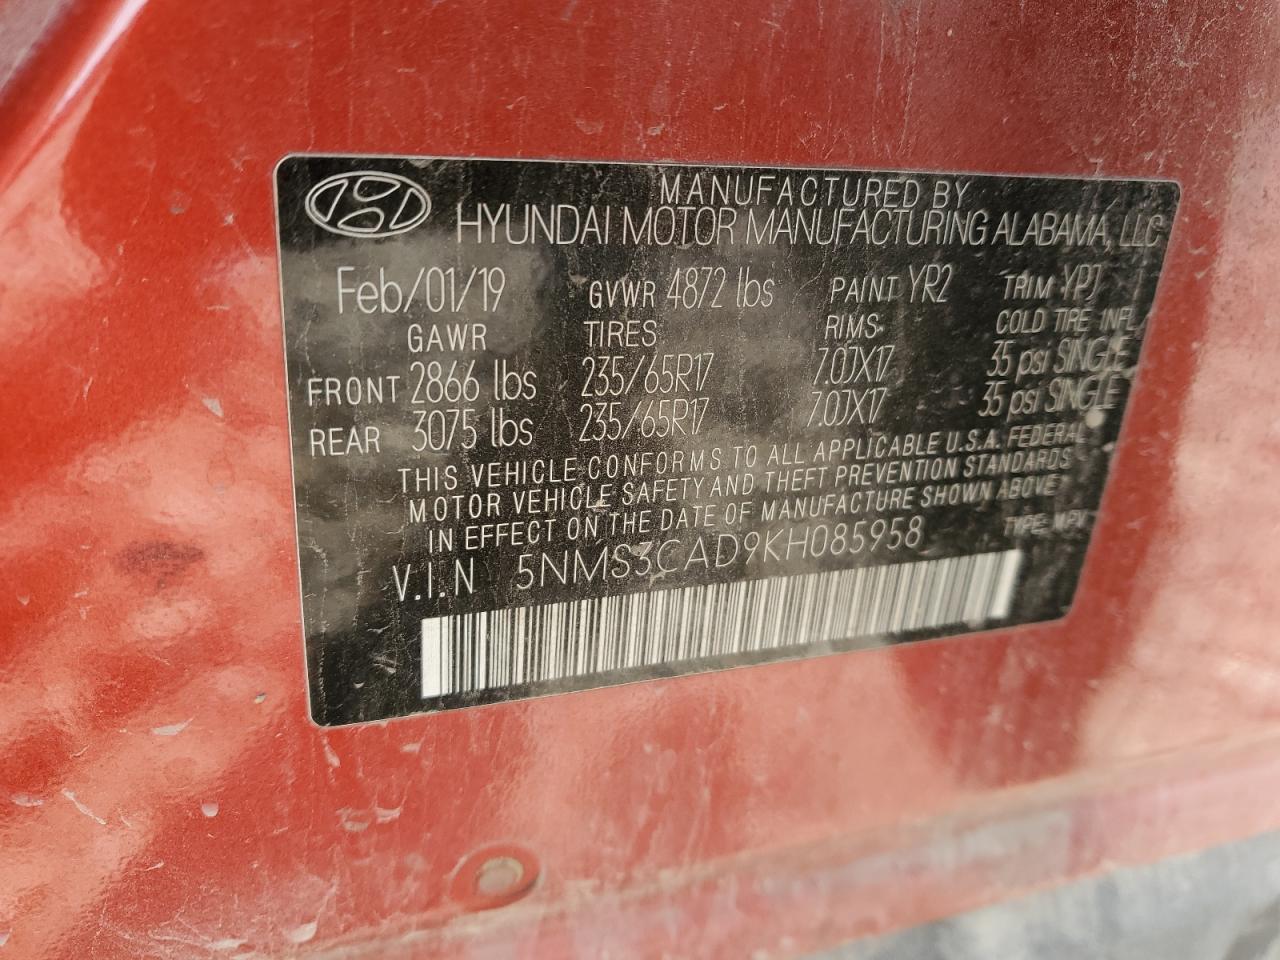 MANUFACTURED BY
HYUNDAI MOTOR MANUFACTURING ALABAMA, LLC
Feb/01/19 GVWR 4872 lbs PAINT YR2 TRIM YPJ
GAWR TIRES RIMS COLD TIRE INFL
FRONT 2866 lbs 235/65R17 7.0JX17 35 psi SINGLE
REAR 3075 lbs 235/65R17 7.0JX17 35 psi SINGLE
THIS VEHICLE CONFORMS TO ALL APPLICABLE U.S.A. FEDERAL
MOTOR VEHICLE SAFETY AND THEFT PREVENTION STANDARDS
IN EFFECT ON THE DATE OF MANUFACTURE SHOWN ABOVE
V.I.N 5NMS3CAD9KH085958 TYPE: MPV